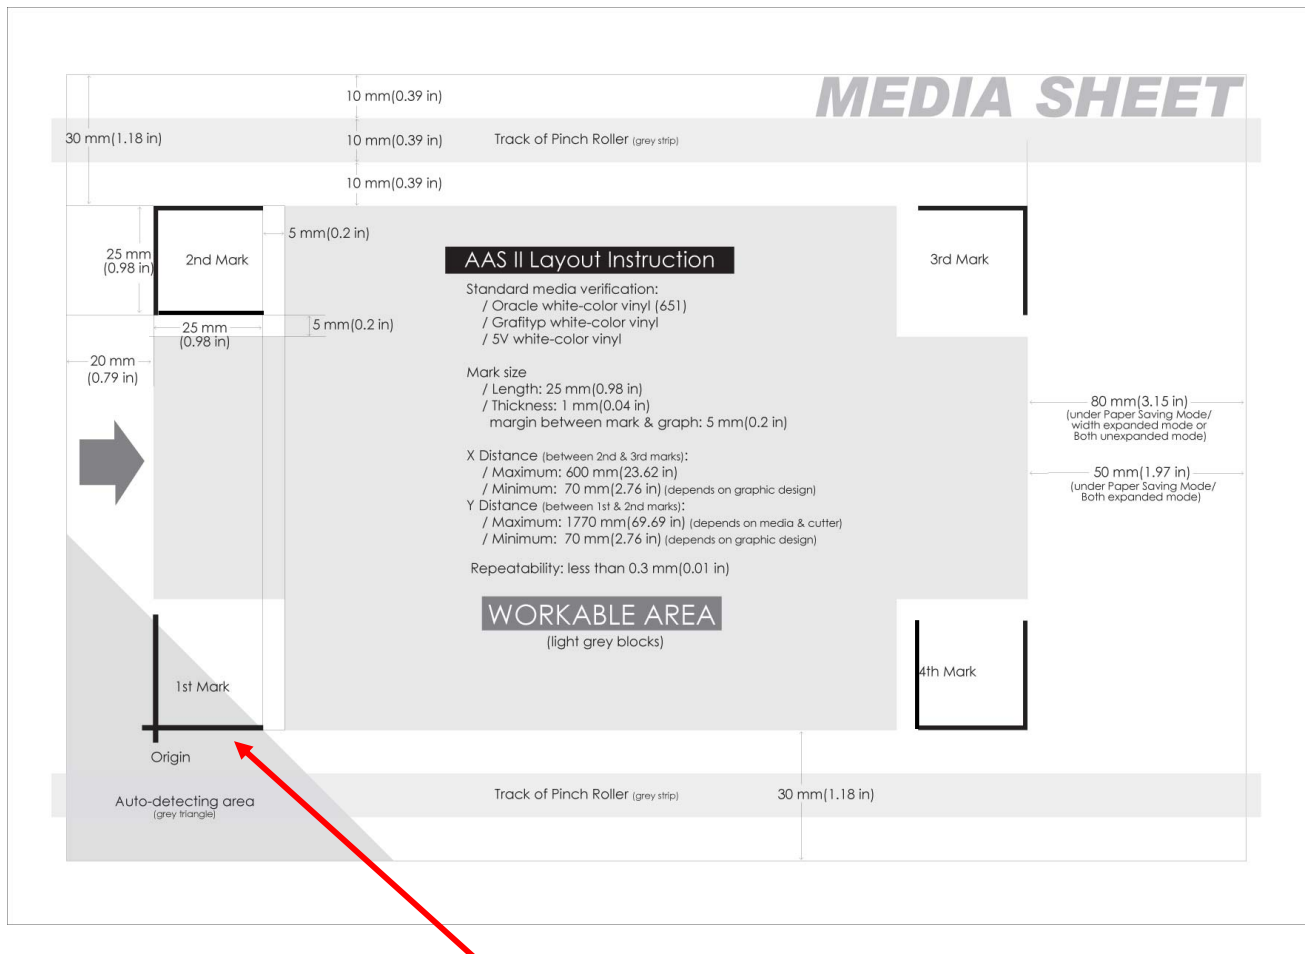 MEDIA SHEET
10 mm(0.39 in)
30 mm(1.18 in)
10 mm(0.39 in)
Track of Pinch Roller (grey strip)
10 mm(0.39 in)
5 mm(0.2 in)
25 mm
(0.98 in)
2nd Mark
AAS II Layout Instruction
3rd Mark
Standard media verification:
/ Oracle white-color vinyl (651)
/ Grafityp white-color vinyl
/ 5V white-color vinyl
25 mm
(0.98 in)
5 mm(0.2 in)
20 mm
(0.79 in)
Mark size
/ Length: 25 mm(0.98 in)
/ Thickness: 1 mm(0.04 in)
margin between mark & graph: 5 mm(0.2 in)
80 mm(3.15 in)
(under Paper Saving Mode/
width expanded mode or
Both unexpanded mode)
X Distance (between 2nd & 3rd marks):
/ Maximum: 600 mm(23.62 in)
/ Minimum: 70 mm(2.76 in) (depends on graphic design)
Y Distance (between 1st & 2nd marks):
/ Maximum: 1770 mm(69.69 in) (depends on media & cutter)
/ Minimum: 70 mm(2.76 in) (depends on graphic design)
50 mm(1.97 in)
(under Paper Saving Mode/
Both expanded mode)
Repeatability: less than 0.3 mm(0.01 in)
WORKABLE AREA
(light grey blocks)
1st Mark
4th Mark
Origin
Auto-detecting area
(grey triangle)
Track of Pinch Roller (grey strip)
30 mm(1.18 in)